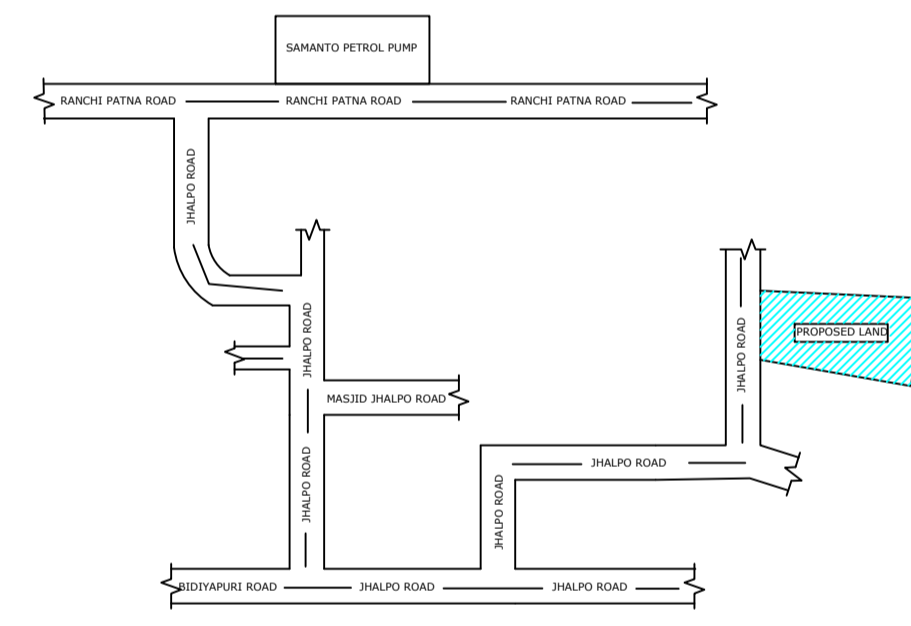 SAMANTO PETROL PUMP
RANCHI PATNA ROAD RANCHI PATNA ROAD RANCHI PATNA ROAD
JHALPO ROAD
JHALPO ROAD
JHALPO ROAD
PROPOSED LAND
MASJID JHALPO ROAD
JHALPO ROAD
JHALPO ROAD
JHALPO ROAD
BIDIYAPURI ROAD JHALPO ROAD JHALPO ROAD